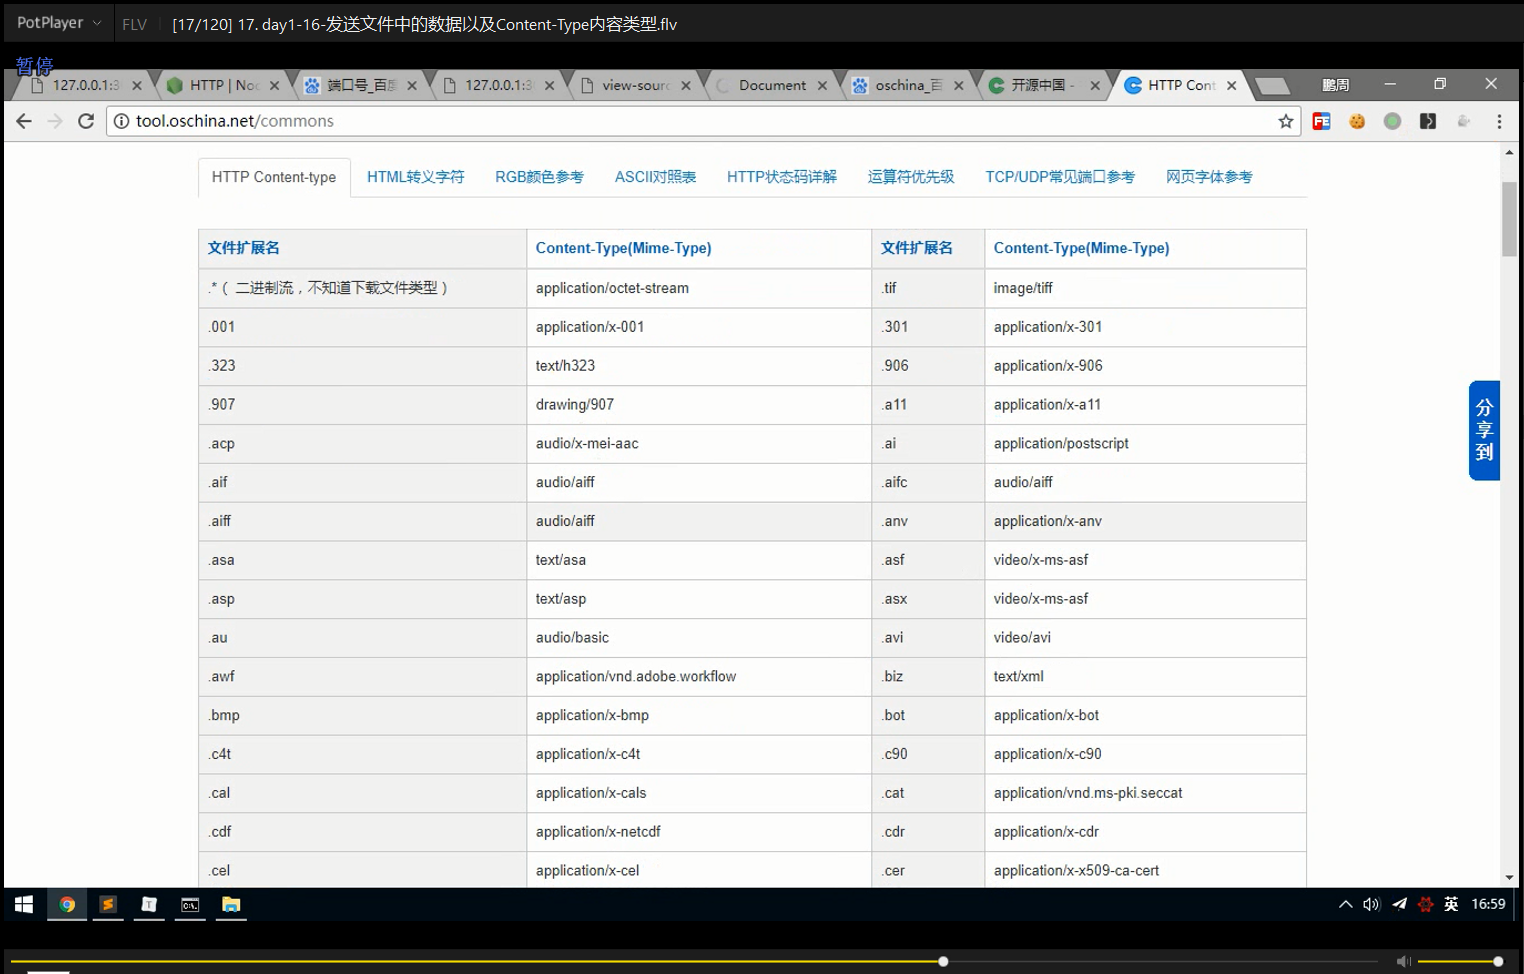 PotPlayer FLV [17/120] 17. day1-16-发送文件中的数据以及Content-Type内容类型.flv
暂停
127.0.0.1:3 HTTP | Noc 端口号_百度 127.0.0.1:3 view-sourc Document oschina_百 开源中国 - HTTP Cont 鹏周
tool.oschina.net/commons
HTTP Content-type HTML转义字符 RGB颜色参考 ASCII对照表 HTTP状态码详解 运算符优先级 TCP/UDP常见端口参考 网页字体参考
文件扩展名 Content-Type(Mime-Type) 文件扩展名 Content-Type(Mime-Type)
.*（ 二进制流，不知道下载文件类型） application/octet-stream .tif image/tiff
.001 application/x-001 .301 application/x-301
.323 text/h323 .906 application/x-906
.907 drawing/907 .a11 application/x-a11
.acp audio/x-mei-aac .ai application/postscript
.aif audio/aiff .aifc audio/aiff
.aiff audio/aiff .anv application/x-anv
.asa text/asa .asf video/x-ms-asf
.asp text/asp .asx video/x-ms-asf
.au audio/basic .avi video/avi
.awf application/vnd.adobe.workflow .biz text/xml
.bmp application/x-bmp .bot application/x-bot
.c4t application/x-c4t .c90 application/x-c90
.cal application/x-cals .cat application/vnd.ms-pki.seccat
.cdf application/x-netcdf .cdr application/x-cdr
.cel application/x-cel .cer application/x-x509-ca-cert
分享到
英 16:59